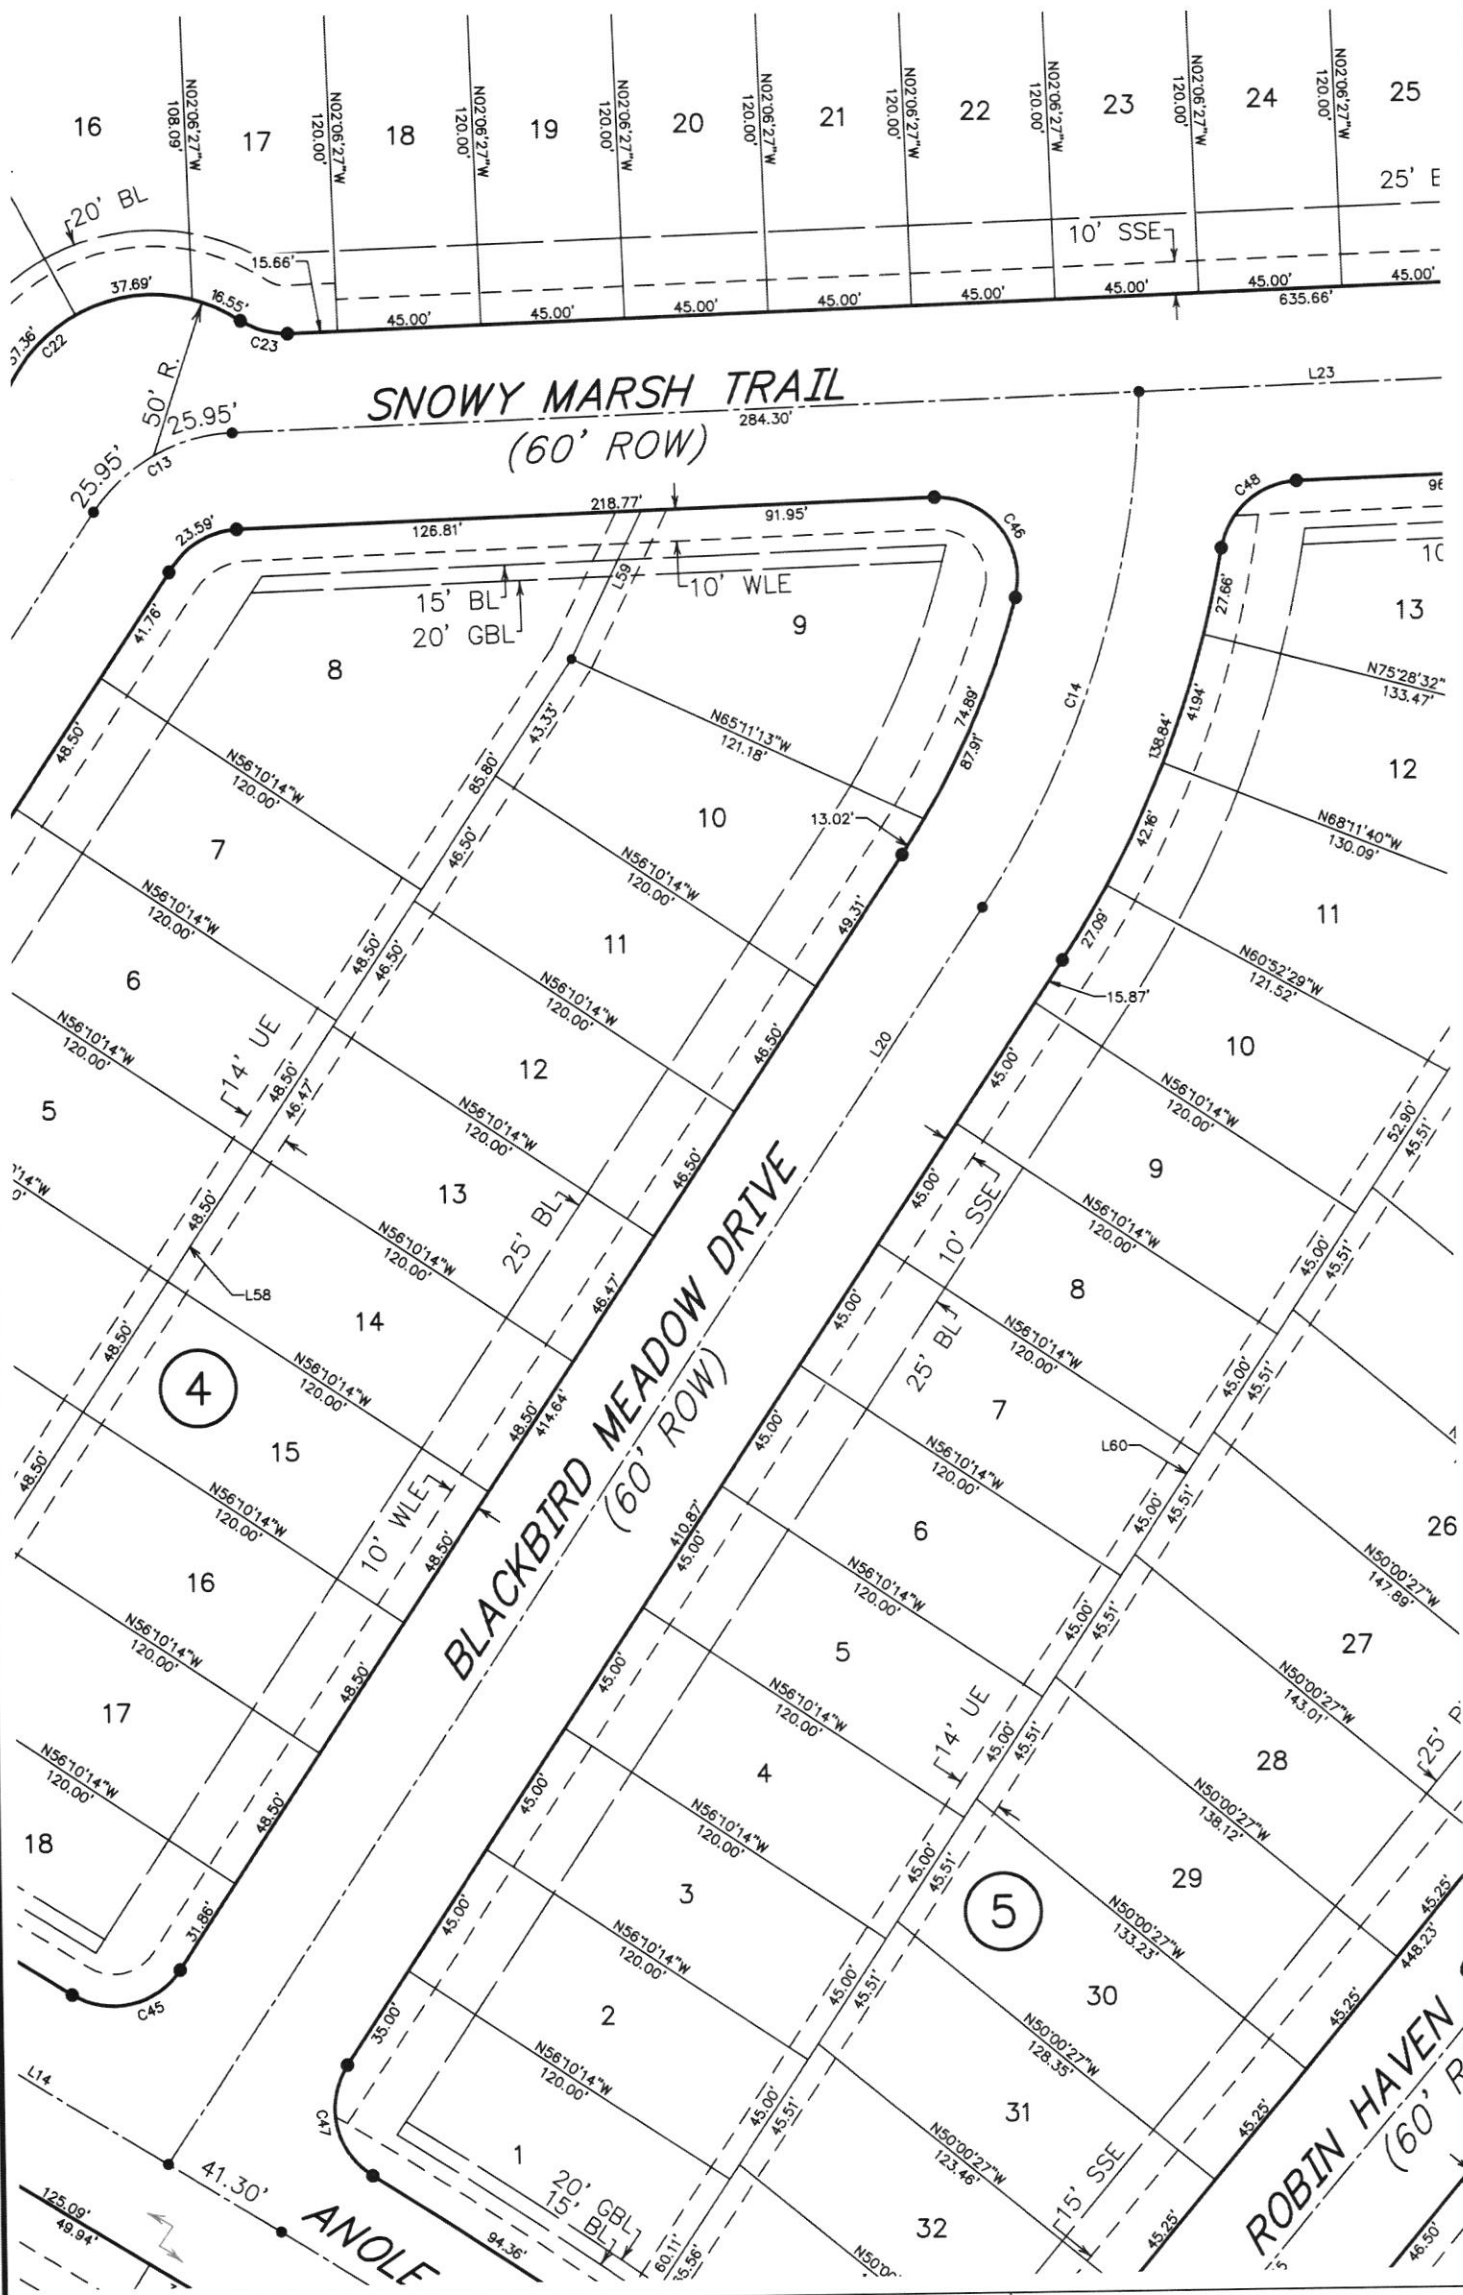 16
17
18
19
20
21
22
23
24
25
N02°06'27"W
108.09'
N02°06'27"W
120.00'
N02°06'27"W
120.00'
N02°06'27"W
120.00'
N02°06'27"W
120.00'
N02°06'27"W
120.00'
N02°06'27"W
120.00'
N02°06'27"W
120.00'
N02°06'27"W
120.00'
20' BL
10' SSE
15.66'
37.69'
16.55'
C22
C23
45.00'
45.00'
45.00'
45.00'
45.00'
45.00'
45.00'
45.00'
635.66'
50' R.
25.95'
25.95'
C13
SNOWY MARSH TRAIL
284.30'
(60' ROW)
L23
23.59'
126.81'
218.77'
91.95'
C46
C48
41.76'
15' BL
20' GBL
L59
10' WLE
8
9
27.66'
13
N75°28'32"
133.47'
41.94'
138.84'
C14
74.89'
87.91'
N65°11'13"W
121.18'
43.33'
85.80'
48.50'
N56°10'14"W
120.00'
7
10
13.02'
12
42.16'
N68°11'40"W
130.09'
46.50'
N56°10'14"W
120.00'
N56°10'14"W
120.00'
49.31'
11
27.09'
6
11
48.50'
46.50'
N60°52'29"W
121.52'
15.87'
N56°10'14"W
120.00'
N56°10'14"W
120.00'
14' UE
L20
46.50'
10
45.00'
5
12
48.50'
46.47'
N56°10'14"W
120.00'
N56°10'14"W
120.00'
52.90'
45.51'
46.50'
13
48.50'
25' BL
45.00'
10' SSE
9
N56°10'14"W
120.00'
N56°10'14"W
120.00'
45.00'
45.51'
L58
46.47'
14
48.50'
45.00'
25' BL
8
N56°10'14"W
120.00'
4
N56°10'14"W
120.00'
45.00'
45.51'
48.50'
414.64'
15
48.50'
10' WLE
BLACKBIRD MEADOW DRIVE
(60' ROW)
45.00'
7
L60
N56°10'14"W
120.00'
45.00'
45.51'
26
N56°10'14"W
120.00'
48.50'
410.87'
45.00'
6
N50°00'27"W
147.89'
16
N56°10'14"W
120.00'
45.00'
45.51'
27
N56°10'14"W
120.00'
48.50'
45.00'
5
N50°00'27"W
143.01'
17
N56°10'14"W
120.00'
14' UE
45.00'
45.51'
28
N56°10'14"W
120.00'
48.50'
45.00'
4
N50°00'27"W
138.12'
18
N56°10'14"W
120.00'
45.00'
45.51'
5
29
45.25'
448.23'
31.86'
45.00'
3
N50°00'27"W
133.23'
N56°10'14"W
120.00'
45.00'
45.51'
30
45.25'
C45
35.00'
2
N50°00'27"W
128.35'
L14
N56°10'14"W
120.00'
45.00'
45.51'
31
45.25'
C47
1
N50°00'27"W
123.46'
15' SSE
41.30'
20' GBL
15' BL
32
45.25'
ROBIN HAVEN
125.09'
49.94'
ANOLE
94.36'
60.11'
46.50'